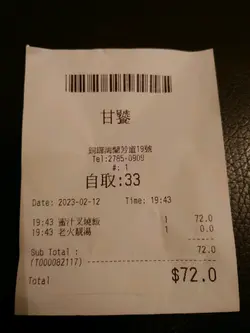 甘饗
銅鑼灣蘭芳道19號
Tel:2785-0909
#: 1
自取:33
Date: 2023-02-12 Time: 19:43
19:43 蜜汁叉燒飯 1 72.0
19:43 老火靚湯 1 0.0
Sub Total : 72.0
(T000082117)
Total $72.0